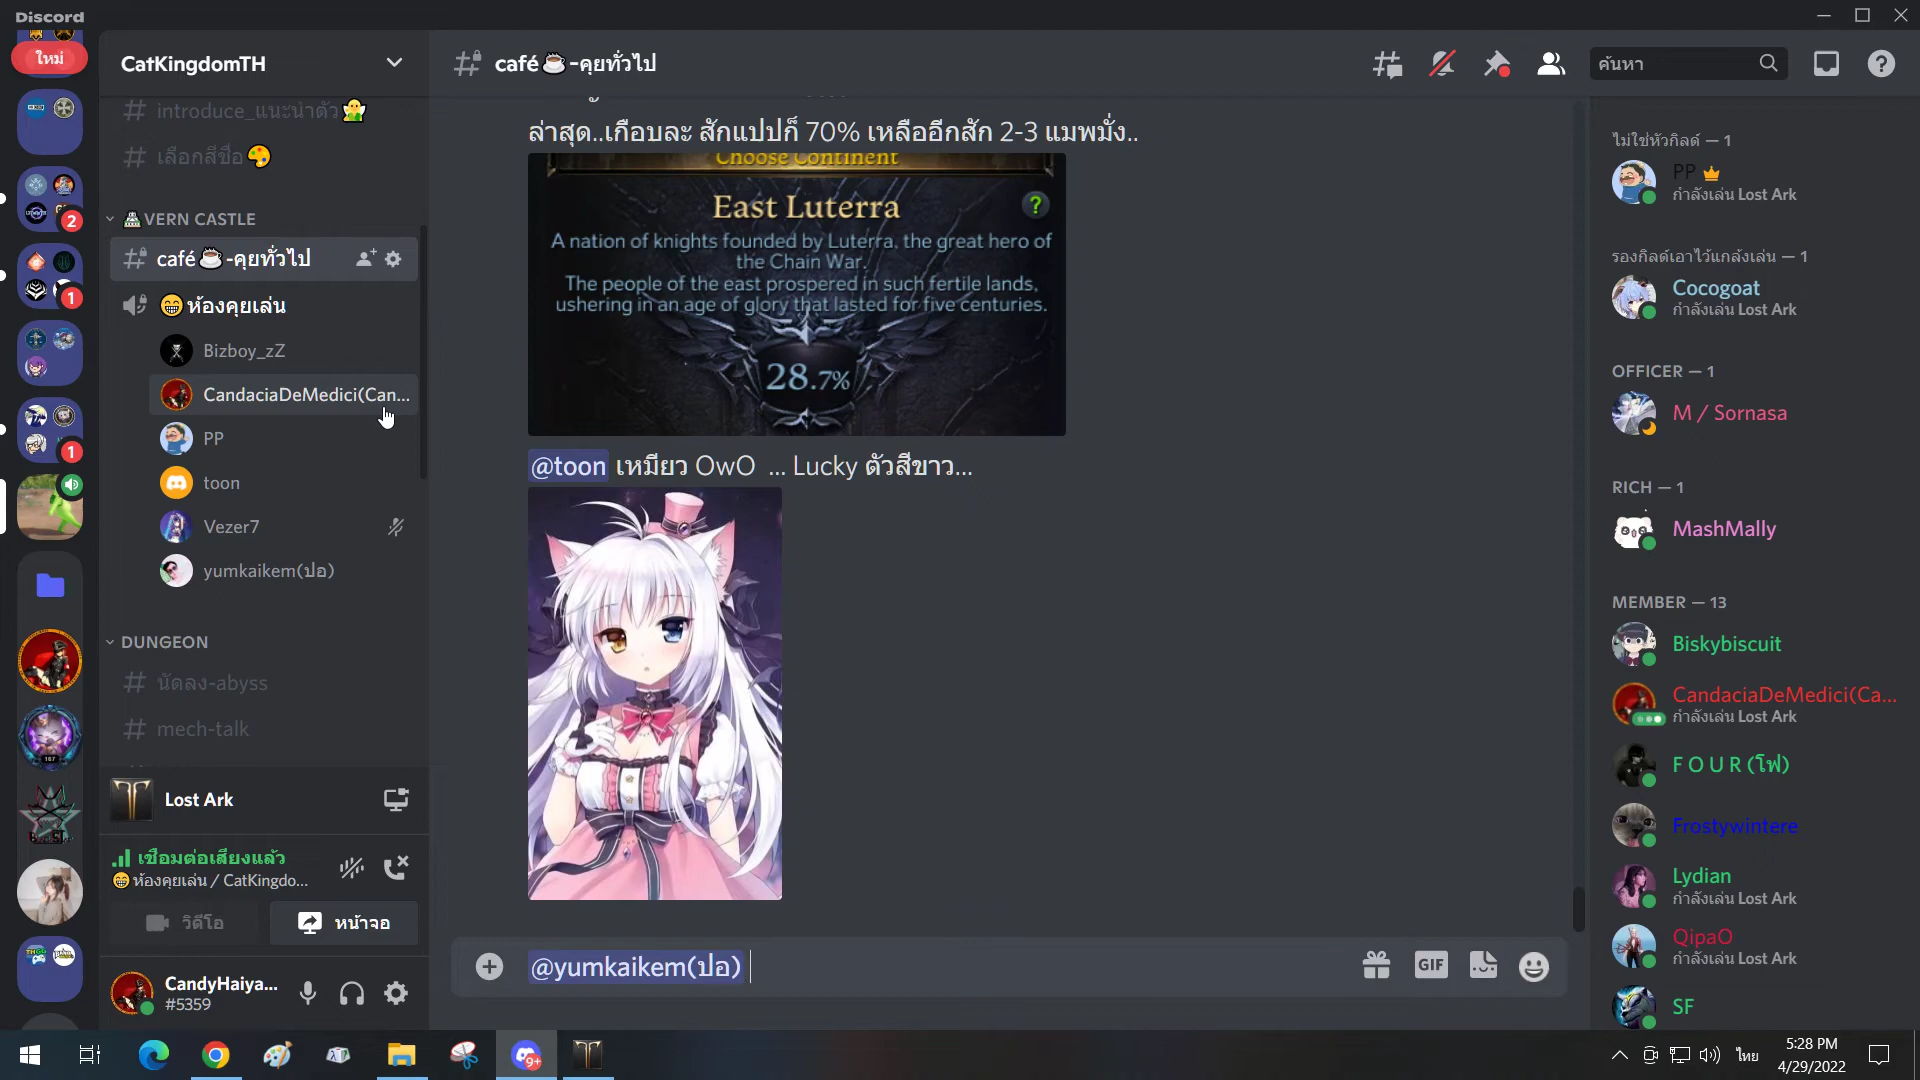 Discord
ใหม่
2
1
1
167
CatKingdomTH
introduce_แนะนำตัว
เลือกสีชื่อ
VERN CASTLE
café☕-คุยทั่วไป
😁ห้องคุยเล่น
Bizboy_zZ
CandaciaDeMedici(Can...
PP
toon
Vezer7
yumkaikem(ปอ)
DUNGEON
นัดลง-abyss
mech-talk
Lost Ark
เชื่อมต่อเสียงแล้ว
😁ห้องคุยเล่น / CatKingdo...
วิดีโอ
หน้าจอ
CandyHaiya...
#5359
café☕-คุยทั่วไป
ค้นหา
ล่าสุด..เกือบละ สักแปปก็ 70% เหลืออีกสัก 2-3 แมพมั่ง..
Choose Continent
East Luterra
?
A nation of knights founded by Luterra, the great hero of
the Chain War.
The people of the east prospered in such fertile lands,
ushering in an age of glory that lasted for five centuries.
28.7%
@toon เหมียว OwO ... Lucky ตัวสีขาว...
@yumkaikem(ปอ)
GIF
ไม่ใช่หัวกิลด์ — 1
PP
กำลังเล่น Lost Ark
รองกิลด์เอาไว้แกล้งเล่น — 1
Cocogoat
กำลังเล่น Lost Ark
OFFICER — 1
M / Sornasa
RICH — 1
MashMally
MEMBER — 13
Biskybiscuit
CandaciaDeMedici(Ca...
กำลังเล่น Lost Ark
F O U R (โฟ)
Frostywintere
Lydian
กำลังเล่น Lost Ark
QipaO
กำลังเล่น Lost Ark
SF
9+
ไทย
5:28 PM
4/29/2022